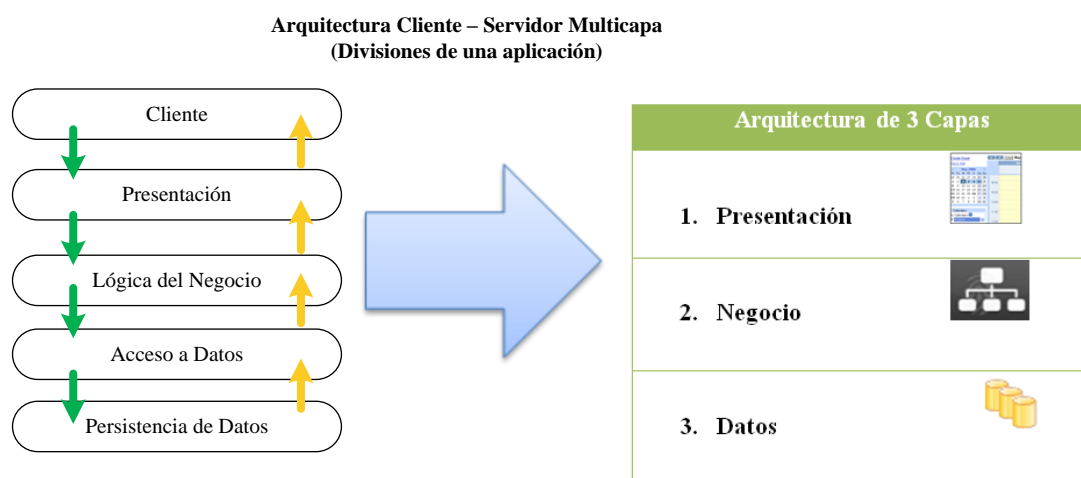 Arquitectura Cliente – Servidor Multicapa
(Divisiones de una aplicación)
Cliente
Presentación
Lógica del Negocio
Acceso a Datos
Persistencia de Datos
Arquitectura de 3 Capas
1. Presentación
2. Negocio
3. Datos